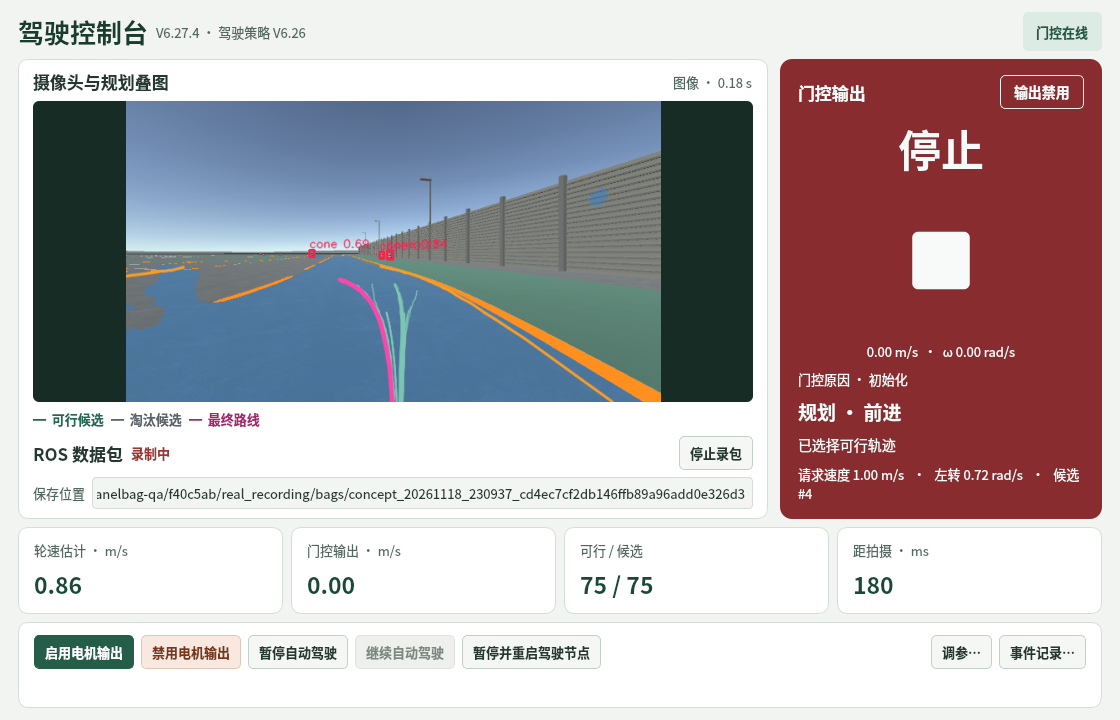 驾驶控制台 V6.27.4 · 驾驶策略 V6.26
门控在线
摄像头与规划叠图
图像 · 0.18 s
cone 0.69
可行候选 淘汰候选 最终路线
ROS 数据包 录制中
停止录包
保存位置
anelbag-qa/f40c5ab/real_recording/bags/concept_20261118_230937_cd4ec7cf2db146ffb89a96add0e326d3
门控输出
输出禁用
停止
0.00 m/s · ω 0.00 rad/s
门控原因 · 初始化
规划 · 前进
已选择可行轨迹
请求速度 1.00 m/s · 左转 0.72 rad/s · 候选
#4
轮速估计 · m/s
0.86
门控输出 · m/s
0.00
可行 / 候选
75 / 75
距拍摄 · ms
180
启用电机输出
禁用电机输出
暂停自动驾驶
继续自动驾驶
暂停并重启驾驶节点
调参…
事件记录…